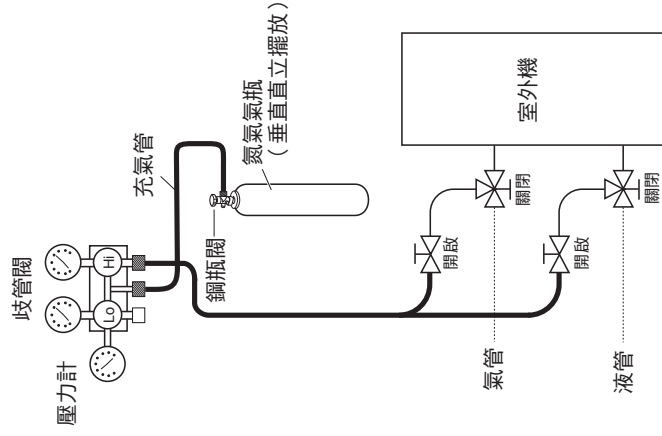 壓力計
歧管閥
Lo
Hi
充氣管
鋼瓶閥
氮氣氣瓶
(垂直直立擺放)
開啟
開啟
關閉
關閉
室外機
氣管
液管